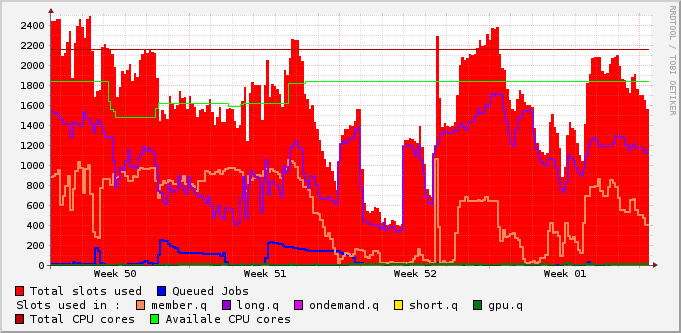 2400
2200
2000
1800
1600
1400
1200
1000
800
600
400
200
0
Week 50 Week 51 Week 52 Week 01
RRDTOOL / TOBI OETIKER
Total slots used Queued Jobs
Slots used in : member.q long.q ondemand.q short.q gpu.q
Total CPU cores Availale CPU cores